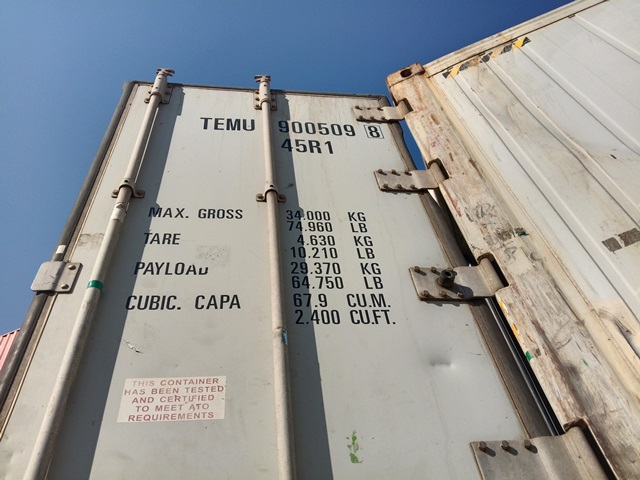 TEMU 900509 8
45R1
MAX. GROSS 34.000 KG
74.960 LB
TARE 4.630 KG
10.210 LB
PAYLOAD 29.370 KG
64.750 LB
CUBIC. CAPA 67.9 CU.M.
2.400 CU.FT.
THIS CONTAINER
HAS BEEN TESTED
AND CERTIFIED
TO MEET ATO
REQUIREMENTS